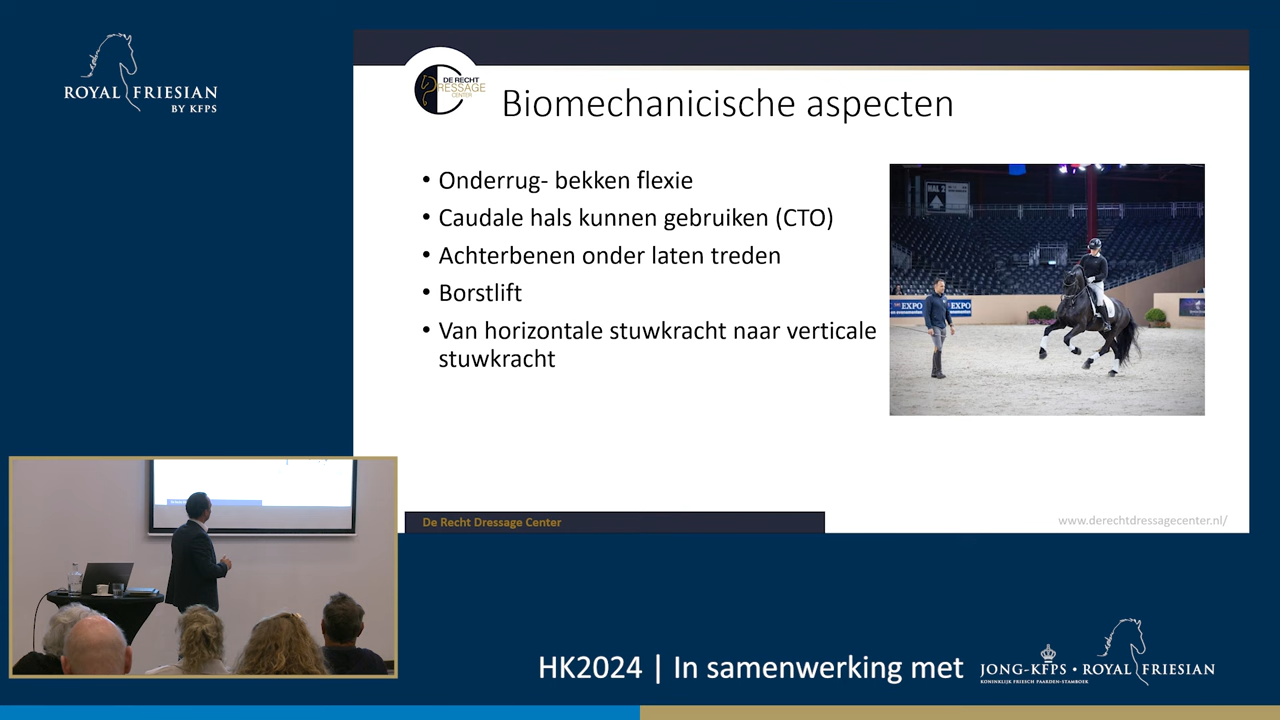 ROYAL FRIESIAN
BY KFPS
DE RECHT
DRESSAGE
CENTER
Biomechanicische aspecten
• Onderrug- bekken flexie
• Caudale hals kunnen gebruiken (CTO)
• Achterbenen onder laten treden
• Borstlift
• Van horizontale stuwkracht naar verticale
stuwkracht
HAL 2
EXPO
EXPO
De Recht Dressage Center
www.derechtdressagecenter.nl/
HK2024 | In samenwerking met
JONG-KFPS • ROYAL FRIESIAN
KONINKLIJK FRIESCH PAARDEN-STAMBOEK